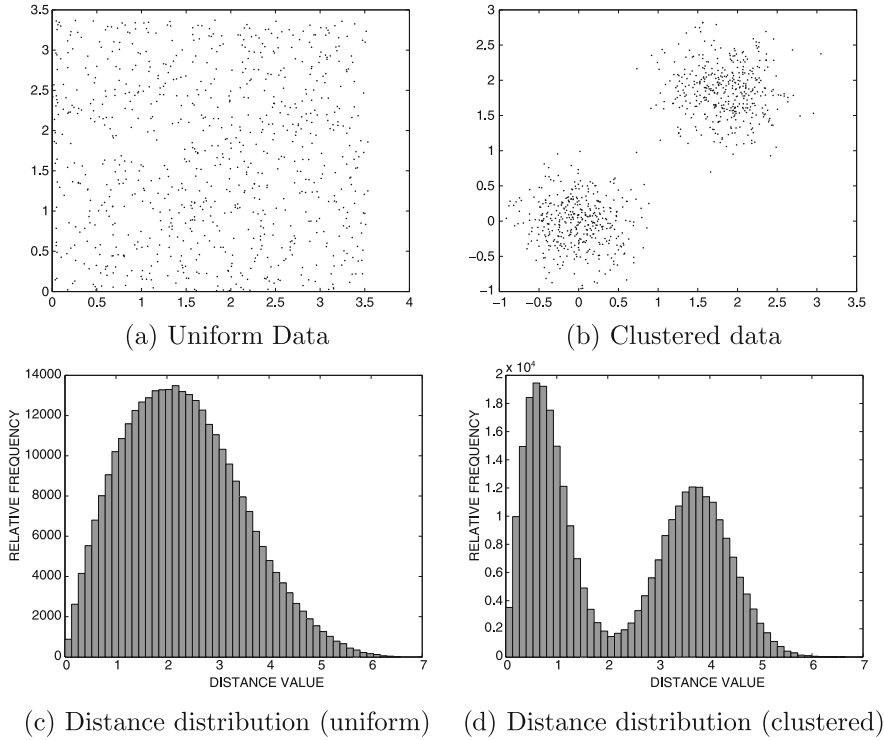 3.5
3
2.5
2
1.5
1
0.5
0
0 0.5 1 1.5 2 2.5 3 3.5 4
(a) Uniform Data
3
2.5
2
1.5
1
0.5
0
−0.5
−1
−1 −0.5 0 0.5 1 1.5 2 2.5 3 3.5
(b) Clustered data
14000
12000
10000
8000
6000
4000
2000
0
RELATIVE FREQUENCY
0 1 2 3 4 5 6 7
DISTANCE VALUE
(c) Distance distribution (uniform)
x 10⁴
2
1.8
1.6
1.4
1.2
1
0.8
0.6
0.4
0.2
0
RELATIVE FREQUENCY
0 1 2 3 4 5 6 7
DISTANCE VALUE
(d) Distance distribution (clustered)